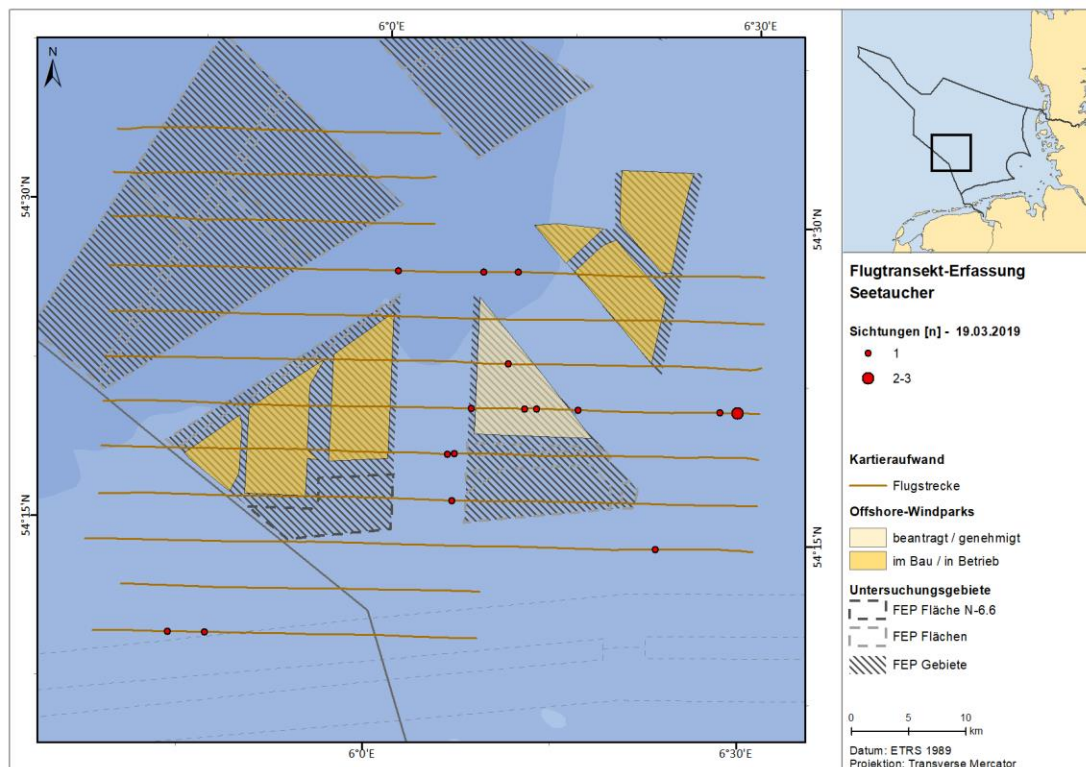 6°0'E
6°30'E
N
54°30'N
54°30'N
54°15'N
54°15'N
6°0'E
6°30'E
Flugtransekt-Erfassung
Seetaucher
Sichtungen [n] - 19.03.2019
1
2-3
Kartieraufwand
Flugstrecke
Offshore-Windparks
beantragt / genehmigt
im Bau / in Betrieb
Untersuchungsgebiete
FEP Fläche N-6.6
FEP Flächen
FEP Gebiete
0 5 10
km
Datum: ETRS 1989
Projektion: Transverse Mercator